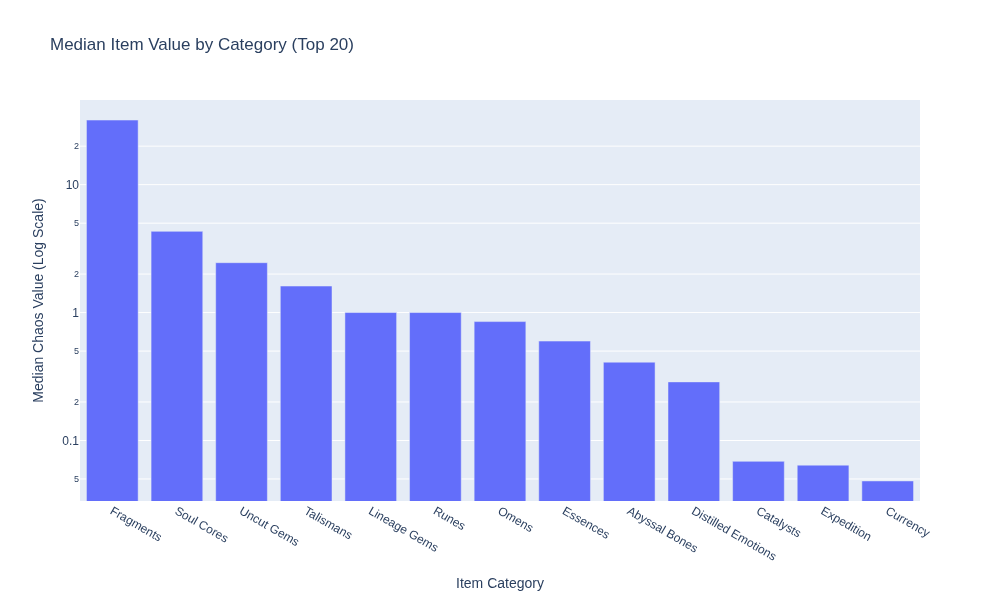 Median Item Value by Category (Top 20)
Median Chaos Value (Log Scale)
2
10
5
2
1
5
2
0.1
5
Fragments
Soul Cores
Uncut Gems
Talismans
Lineage Gems
Runes
Omens
Essences
Abyssal Bones
Distilled Emotions
Catalysts
Expedition
Currency
Item Category